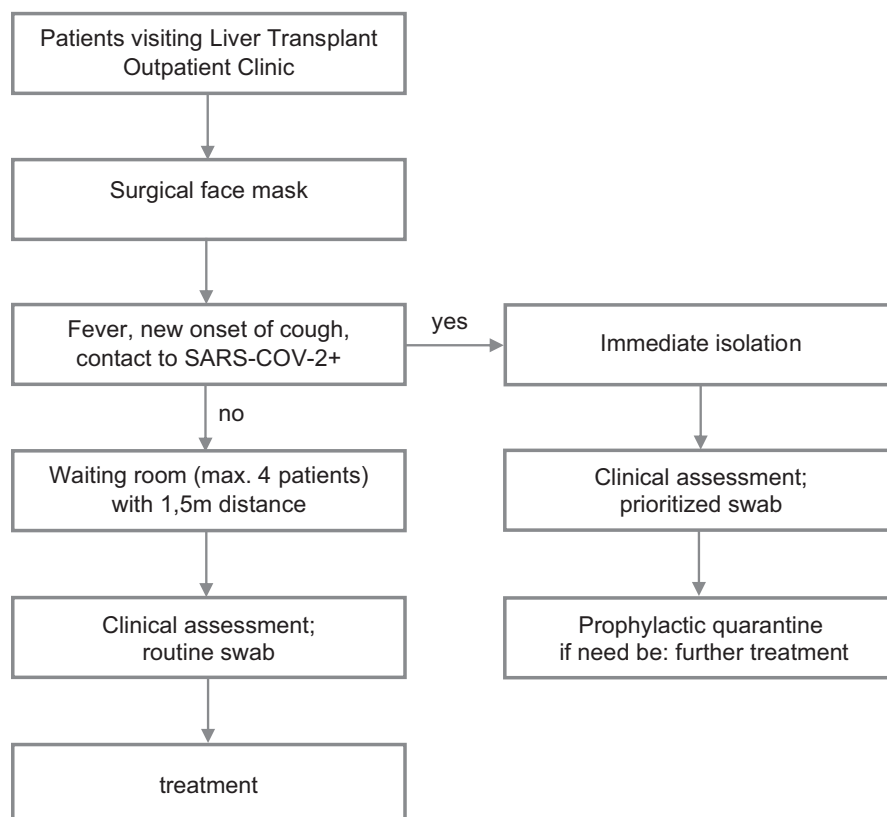 Patients visiting Liver Transplant
Outpatient Clinic
Surgical face mask
Fever, new onset of cough,
contact to SARS-COV-2+
yes
Immediate isolation
no
Waiting room (max. 4 patients)
with 1,5m distance
Clinical assessment;
prioritized swab
Clinical assessment;
routine swab
Prophylactic quarantine
if need be: further treatment
treatment